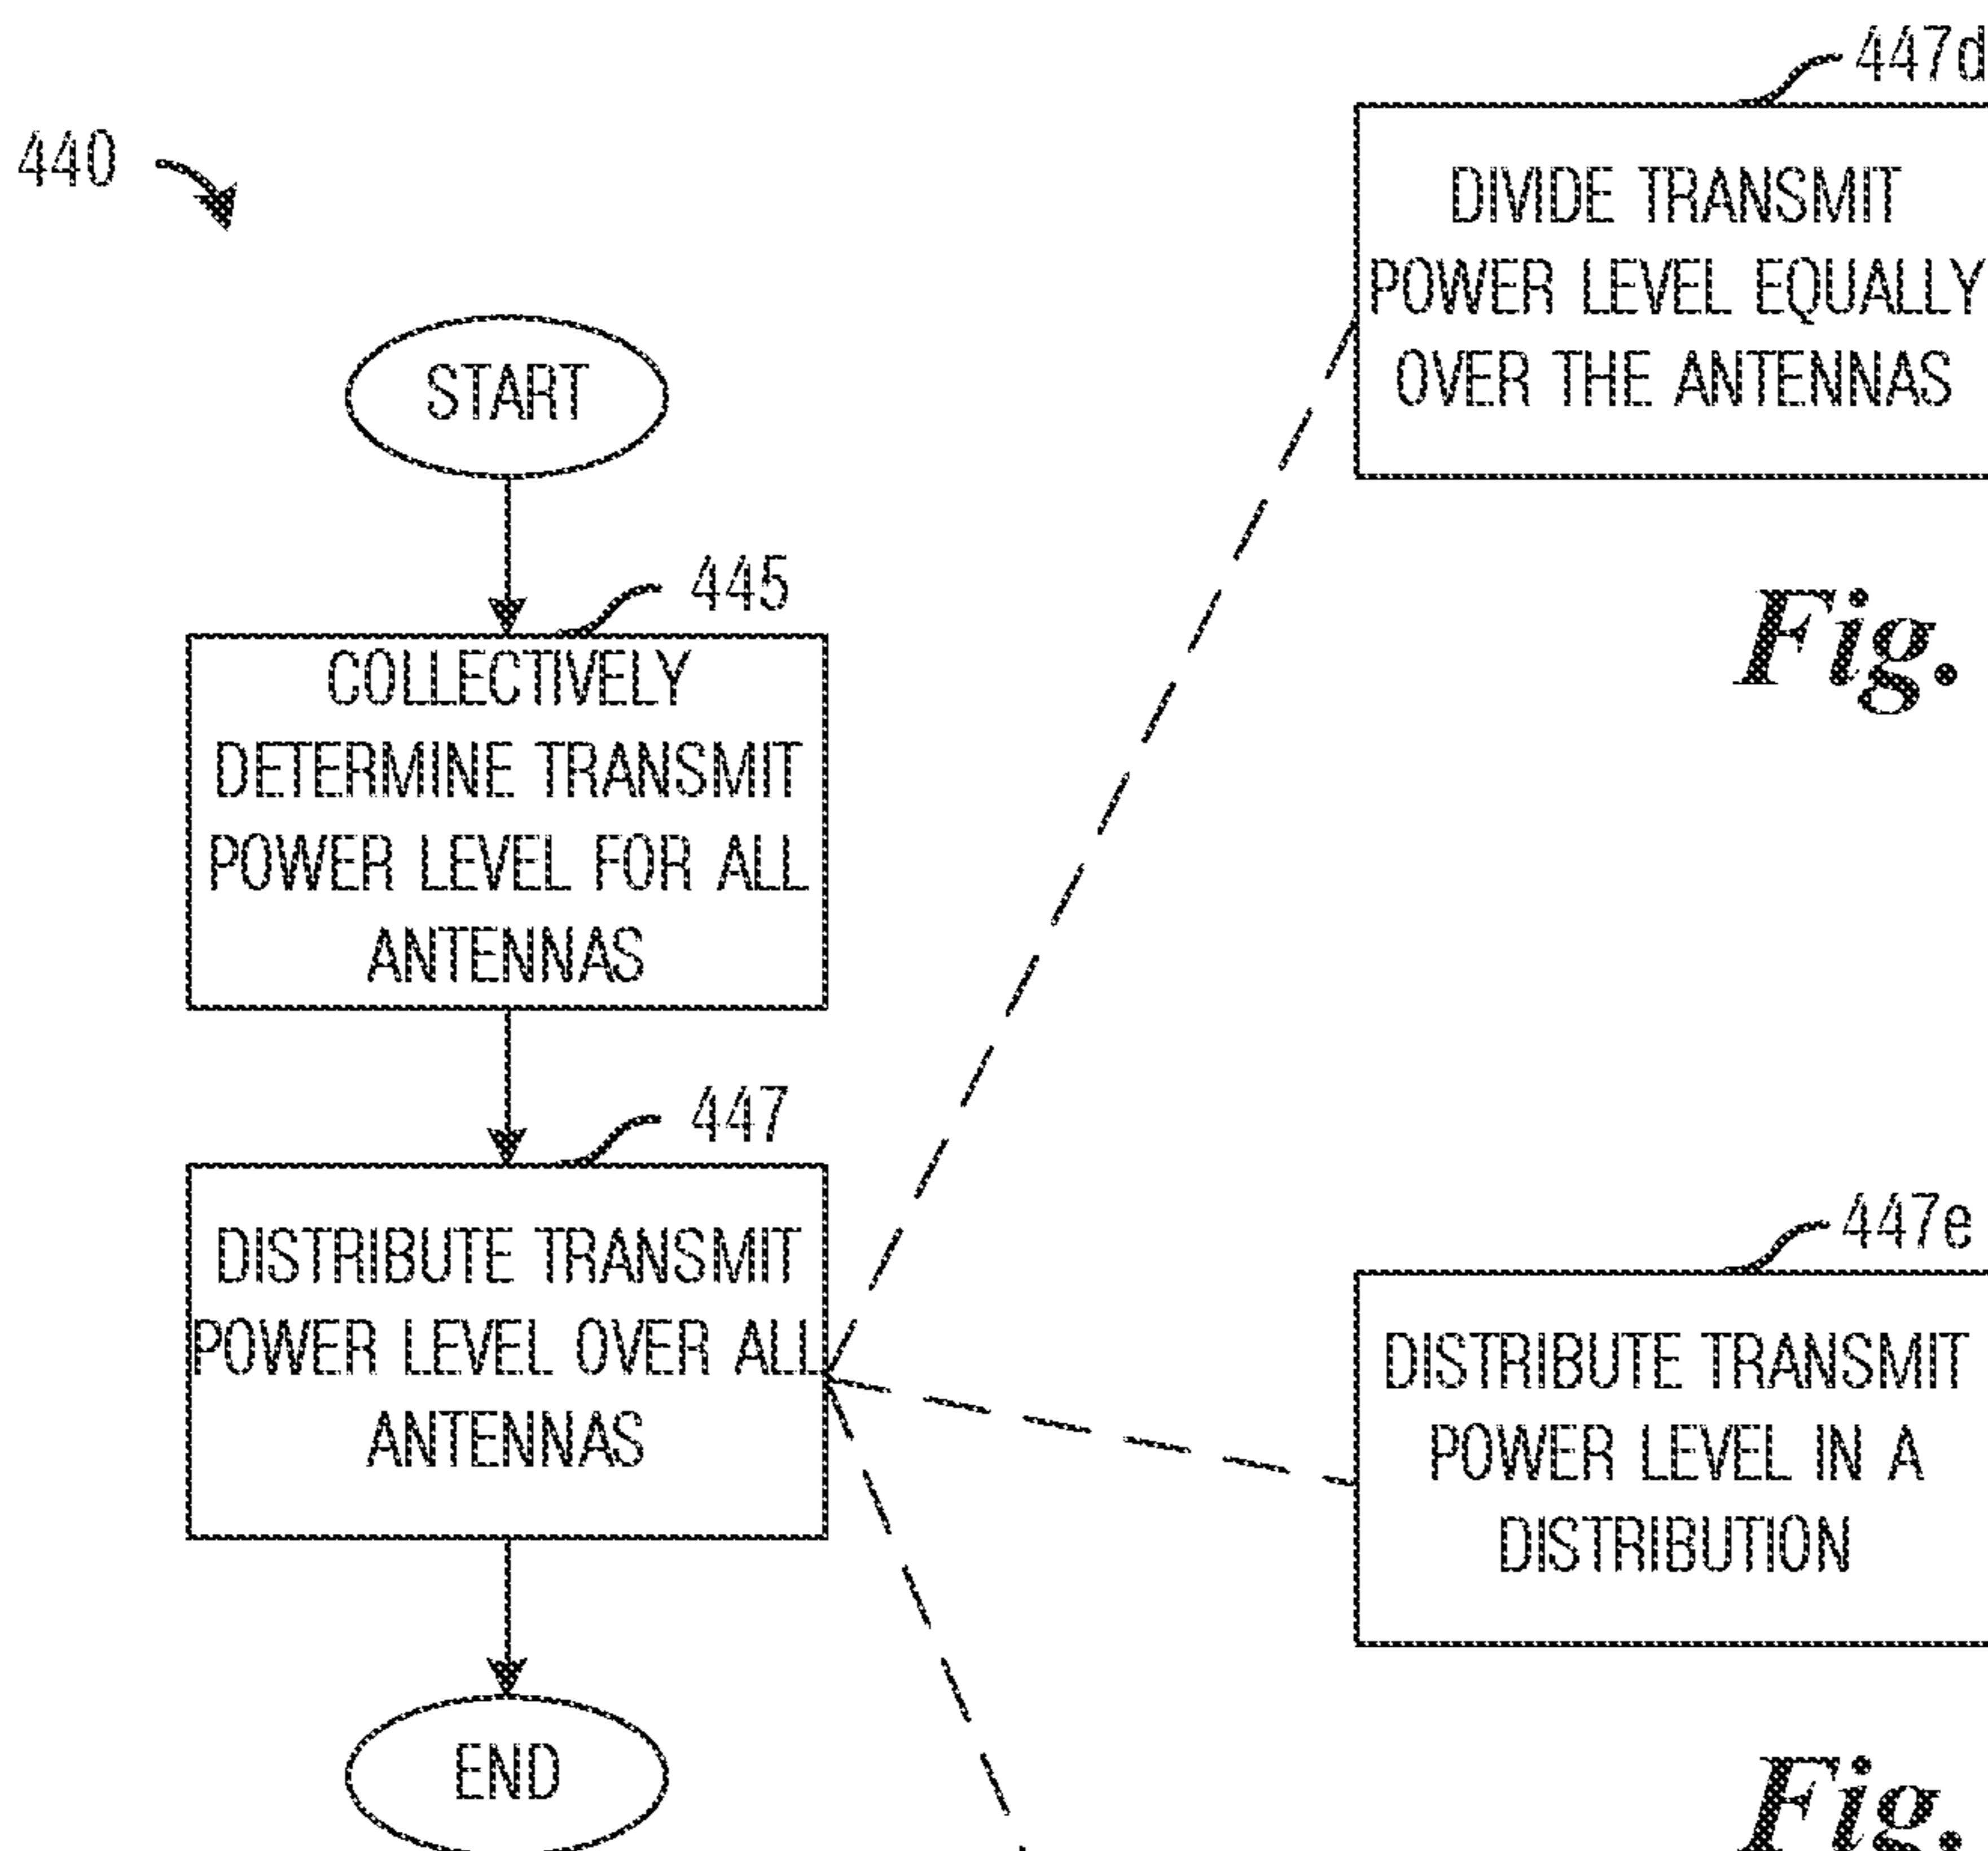 440
START
445
COLLECTIVELY
DETERMINE TRANSMIT
POWER LEVEL FOR ALL
ANTENNAS
447
DISTRIBUTE TRANSMIT
POWER LEVEL OVER ALL
ANTENNAS
END
447d
DIVIDE TRANSMIT
POWER LEVEL EQUALLY
OVER THE ANTENNAS
Fig.
447e
DISTRIBUTE TRANSMIT
POWER LEVEL IN A
DISTRIBUTION
Fig.